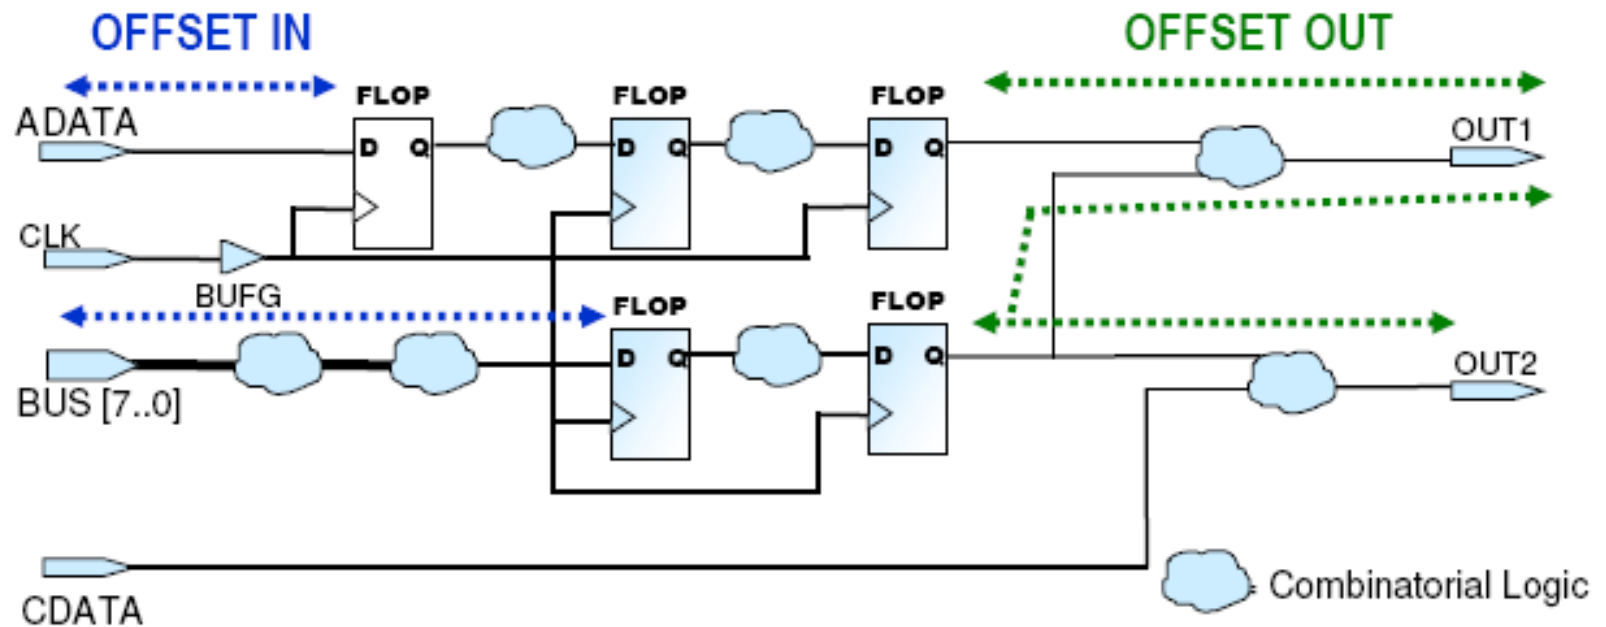 OFFSET IN
OFFSET OUT
FLOP
FLOP
FLOP
ADATA
D Q
D Q
D Q
OUT1
CLK
BUFG
FLOP
FLOP
BUS [7..0]
D Q
D Q
OUT2
CDATA
Combinatorial Logic